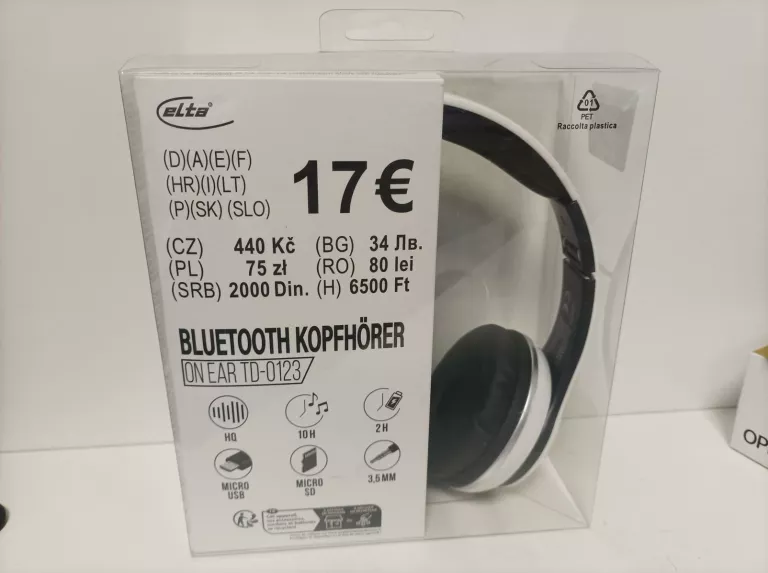 elta®
(D)(A)(E)(F)
(HR)(I)(LT)
(P)(SK) (SLO)
17€
(CZ) 440 Kč (BG) 34 Лв.
(PL) 75 zł (RO) 80 lei
(SRB) 2000 Din. (H) 6500 Ft
BLUETOOTH KOPFHÖRER
ON EAR TD-0123
HQ
10H
2H
MICRO
USB
MICRO
SD
3,5MM
01
PET
Raccolta plastica
OP